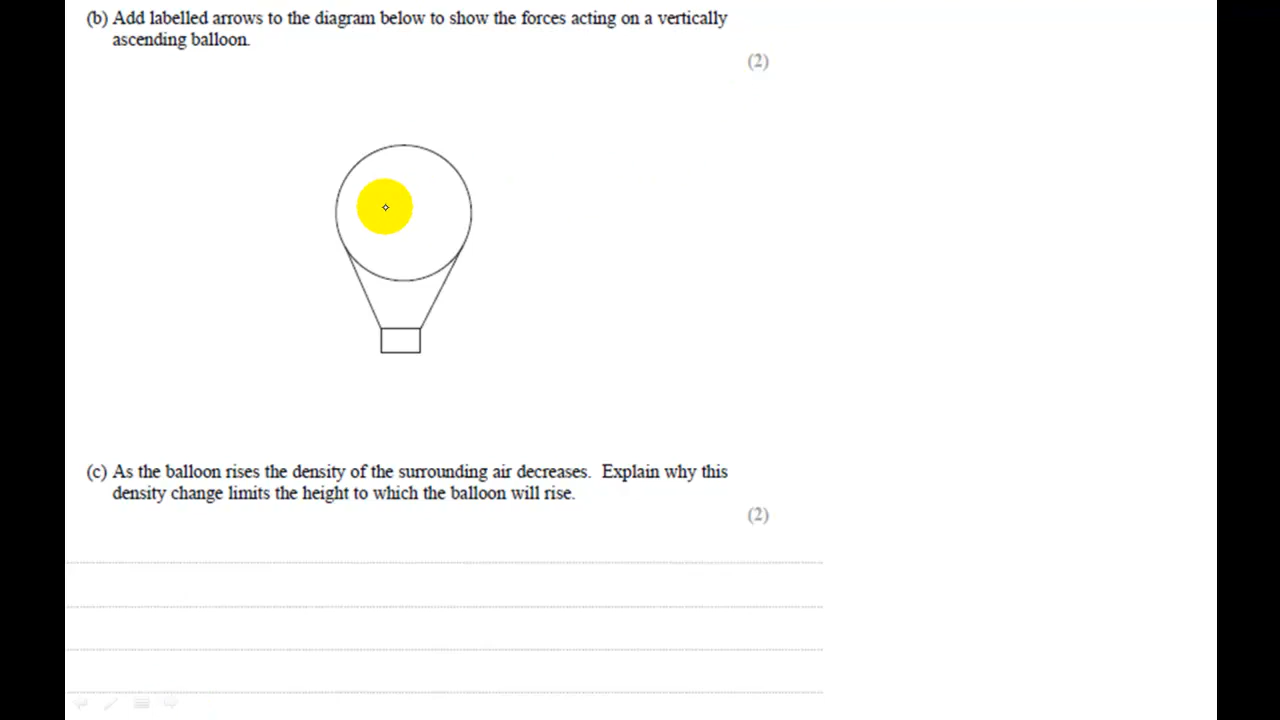 (b) Add labelled arrows to the diagram below to show the forces acting on a vertically
ascending balloon.
(2)
(c) As the balloon rises the density of the surrounding air decreases. Explain why this
density change limits the height to which the balloon will rise.
(2)